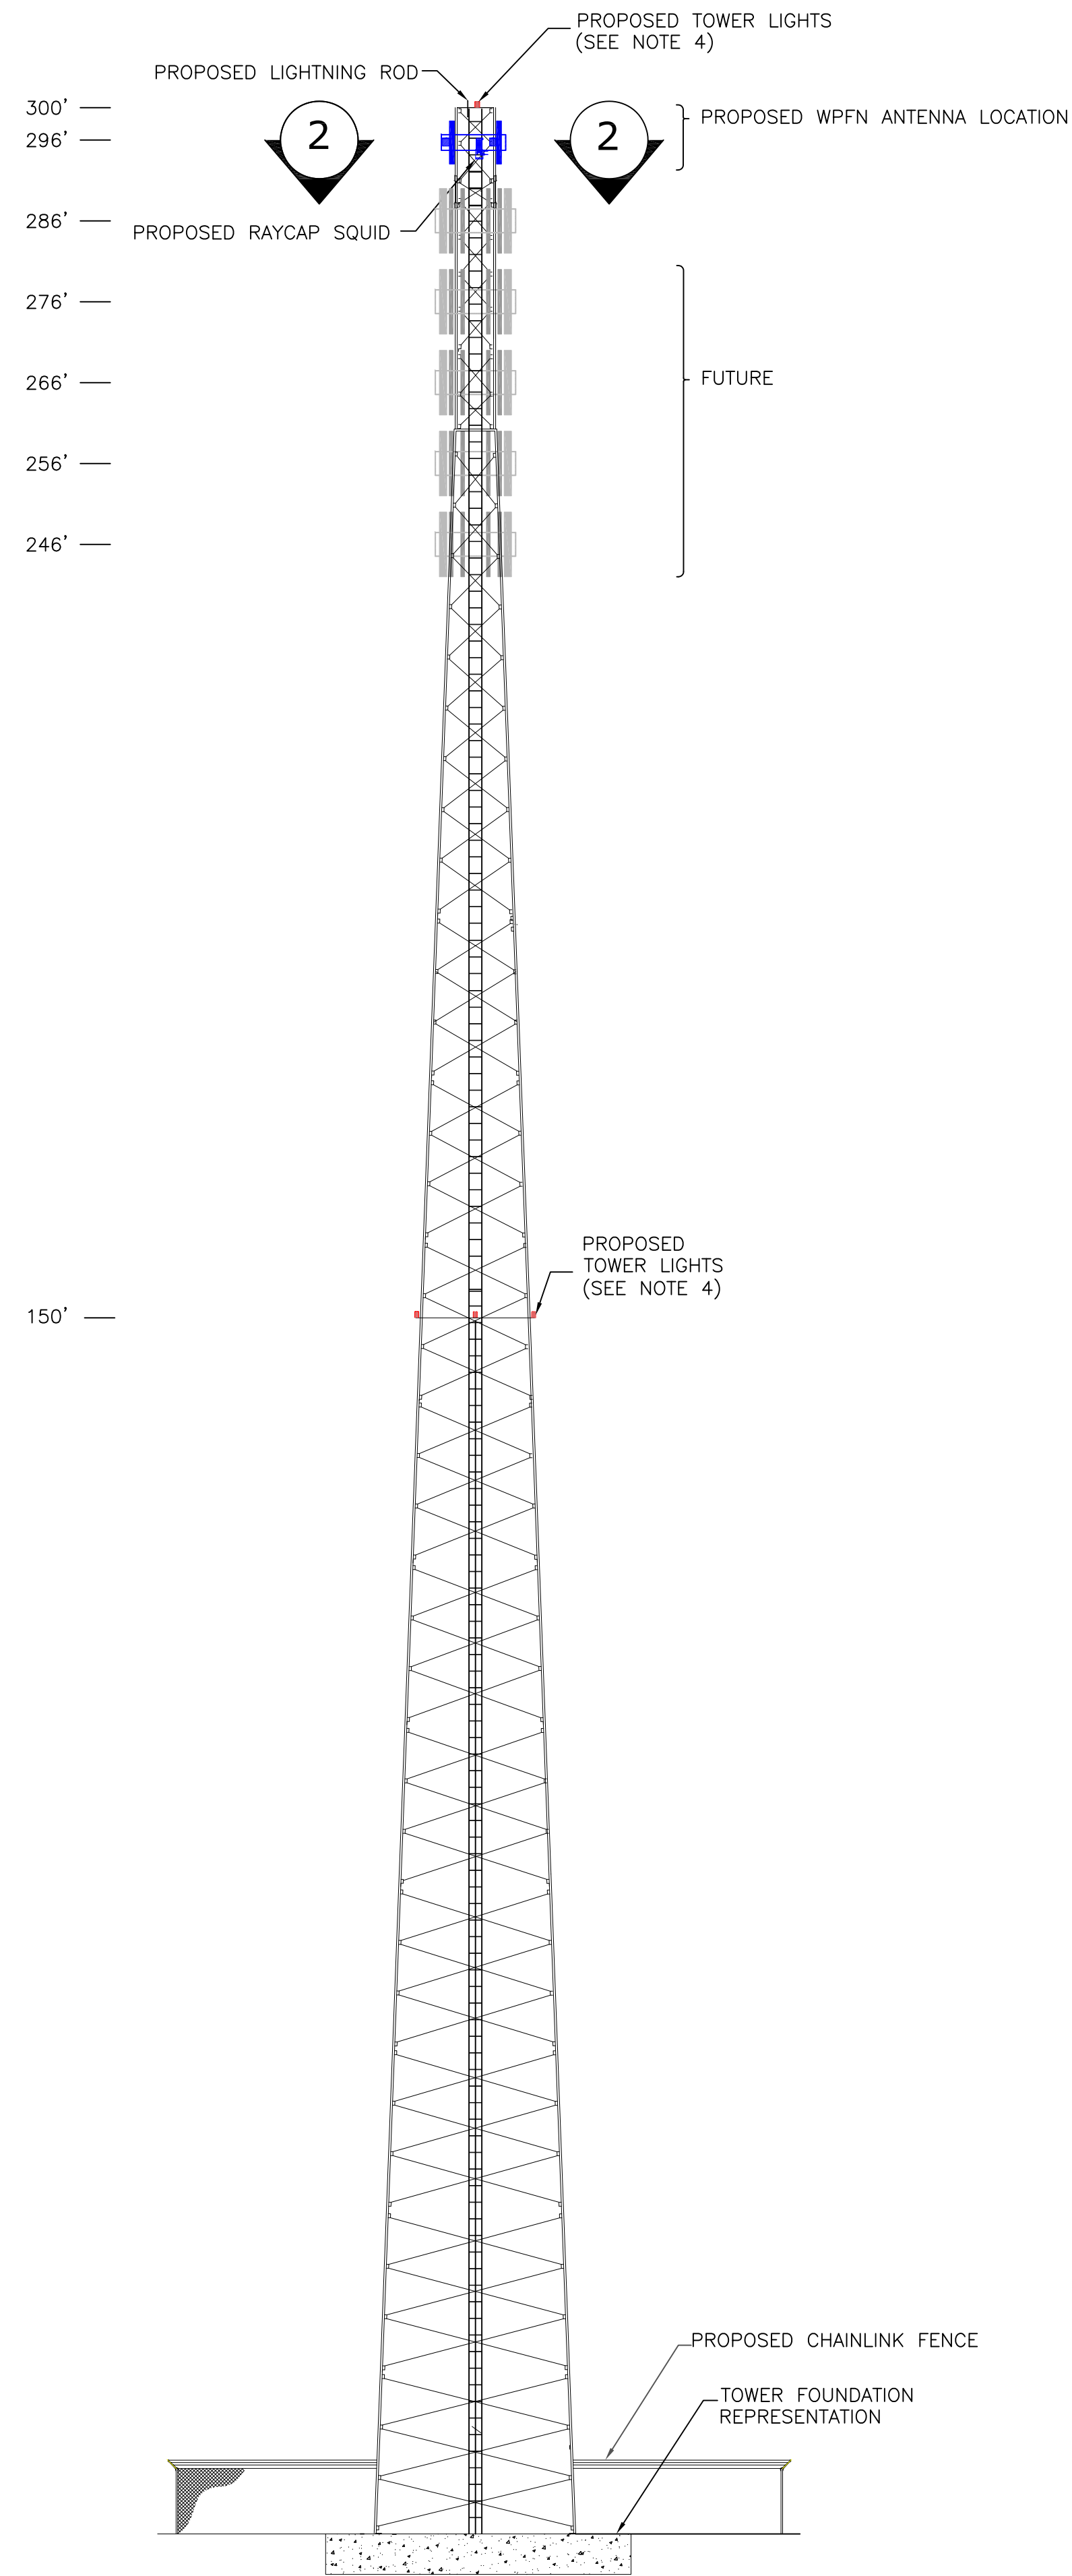 PROPOSED TOWER LIGHTS
(SEE NOTE 4)
PROPOSED LIGHTNING ROD
300'
PROPOSED WPFN ANTENNA LOCATION
2
2
296'
286'
PROPOSED RAYCAP SQUID
276'
266'
FUTURE
256'
246'
PROPOSED
TOWER LIGHTS
(SEE NOTE 4)
150'
PROPOSED CHAINLINK FENCE
TOWER FOUNDATION
REPRESENTATION